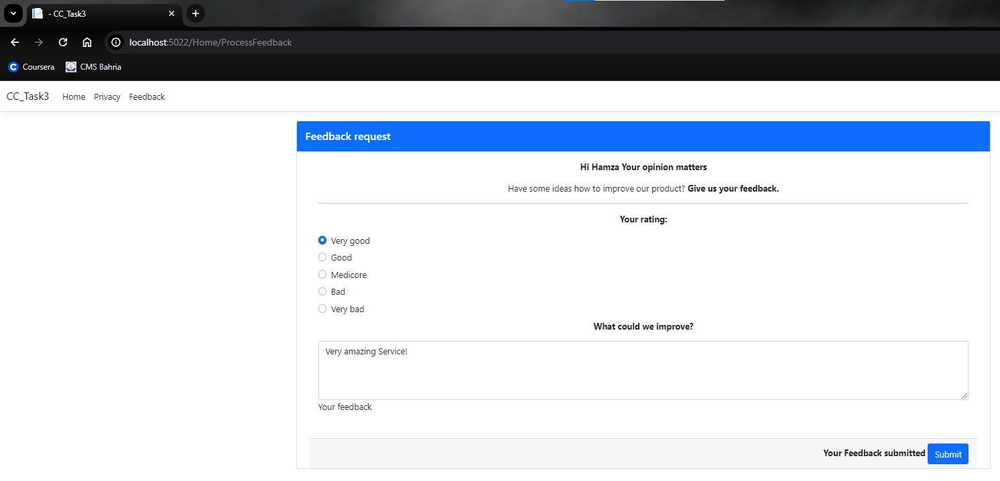 - CC_Task3
localhost:5022/Home/ProcessFeedback
Coursera CMS Bahria
CC_Task3 Home Privacy Feedback
Feedback request
Hi Hamza Your opinion matters
Have some ideas how to improve our product? Give us your feedback.
Your rating:
Very good
Good
Medicore
Bad
Very bad
What could we improve?
Very amazing Service!
Your feedback
Your Feedback submitted Submit